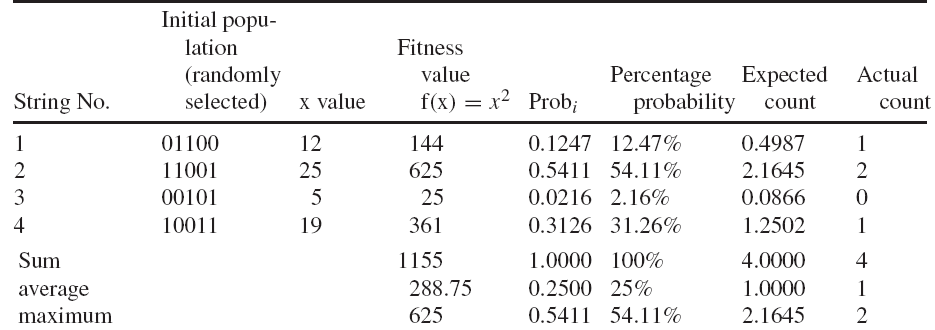 Initial popu-
lation Fitness
(randomly value Percentage Expected Actual
String No. selected) x value f(x) = x² Probᵢ probability count count
1 01100 12 144 0.1247 12.47% 0.4987 1
2 11001 25 625 0.5411 54.11% 2.1645 2
3 00101 5 25 0.0216 2.16% 0.0866 0
4 10011 19 361 0.3126 31.26% 1.2502 1
Sum 1155 1.0000 100% 4.0000 4
average 288.75 0.2500 25% 1.0000 1
maximum 625 0.5411 54.11% 2.1645 2